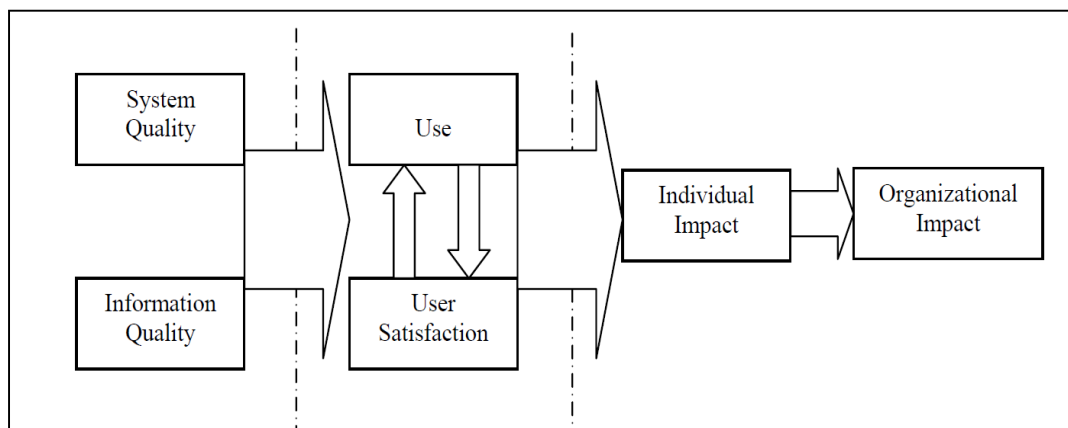 System
Quality
Use
Individual
Impact
Organizational
Impact
Information
Quality
User
Satisfaction